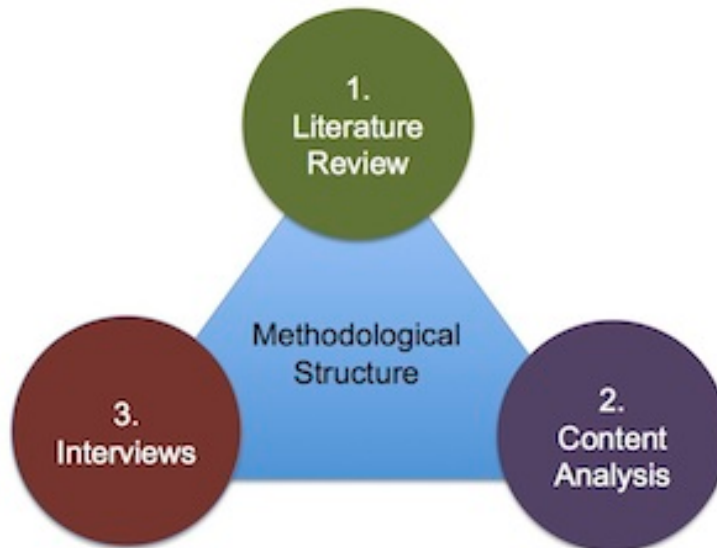 1.
Literature
Review
Methodological
Structure
3.
Interviews
2.
Content
Analysis